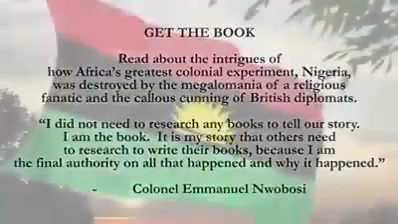 GET THE BOOK
Read about the intrigues of
how Africa's greatest colonial experiment, Nigeria,
was destroyed by the megalomania of a religious
fanatic and the callous cunning of British diplomats.
"I did not need to research any books to tell our story.
I am the book. It is my story that others need
to research to write their books, because I am
the final authority on all that happened and why it happened."
- Colonel Emmanuel Nwobosi